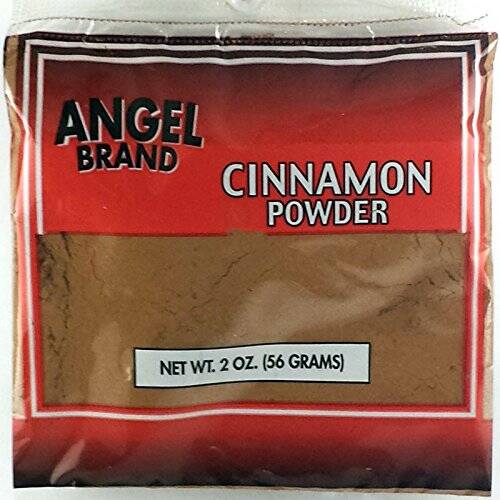 ANGEL
BRAND
CINNAMON
POWDER
NET WT. 2 OZ. (56 GRAMS)